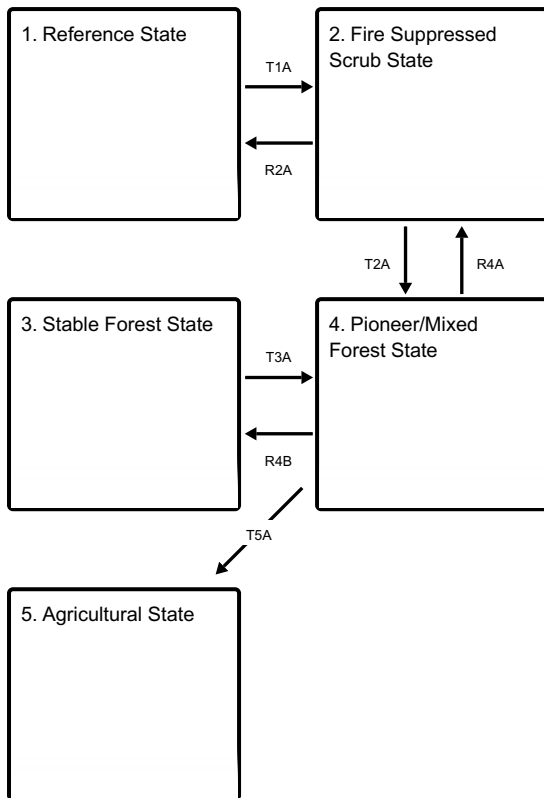 1. Reference State
2. Fire Suppressed
Scrub State
T1A
R2A
T2A
R4A
3. Stable Forest State
4. Pioneer/Mixed
Forest State
T3A
R4B
T5A
5. Agricultural State